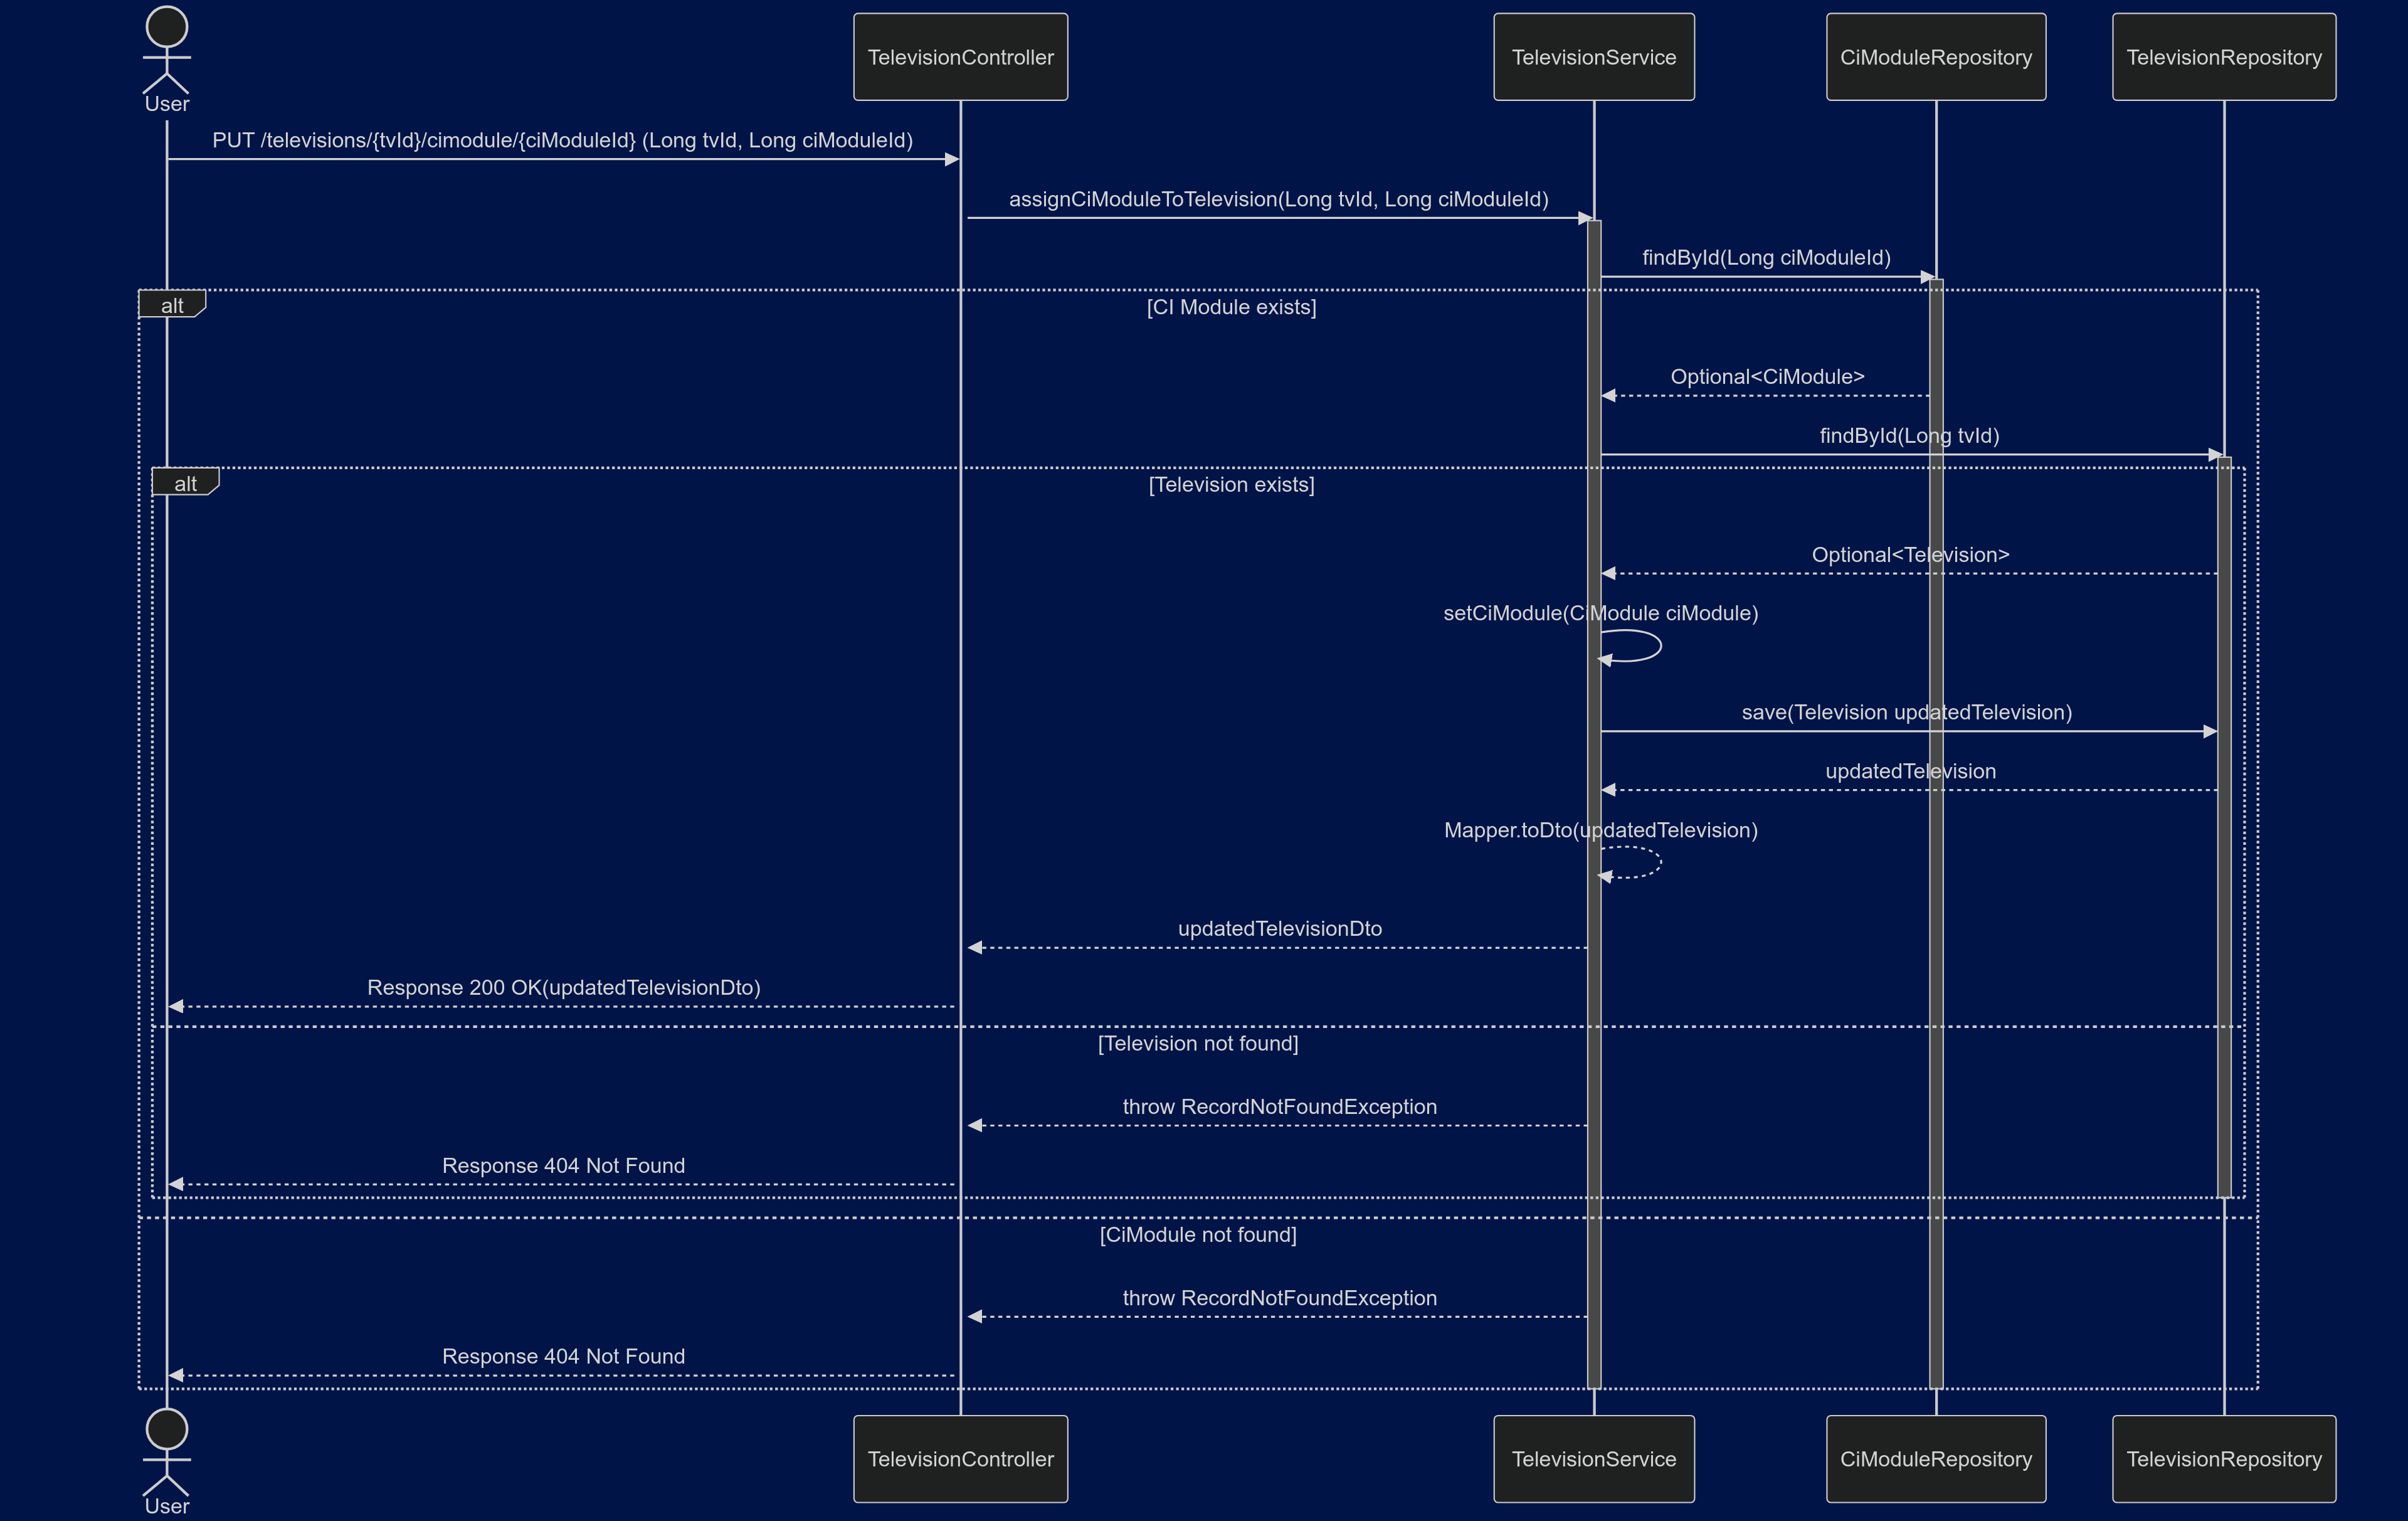 User
TelevisionController
TelevisionService
CiModuleRepository
TelevisionRepository
PUT /televisions/{tvId}/cimodule/{ciModuleId} (Long tvId, Long ciModuleId)
assignCiModuleToTelevision(Long tvId, Long ciModuleId)
findById(Long ciModuleId)
alt
[CI Module exists]
Optional<CiModule>
findById(Long tvId)
alt
[Television exists]
Optional<Television>
setCiModule(CiModule ciModule)
save(Television updatedTelevision)
updatedTelevision
Mapper.toDto(updatedTelevision)
updatedTelevisionDto
Response 200 OK(updatedTelevisionDto)
[Television not found]
throw RecordNotFoundException
Response 404 Not Found
[CiModule not found]
throw RecordNotFoundException
Response 404 Not Found
User
TelevisionController
TelevisionService
CiModuleRepository
TelevisionRepository